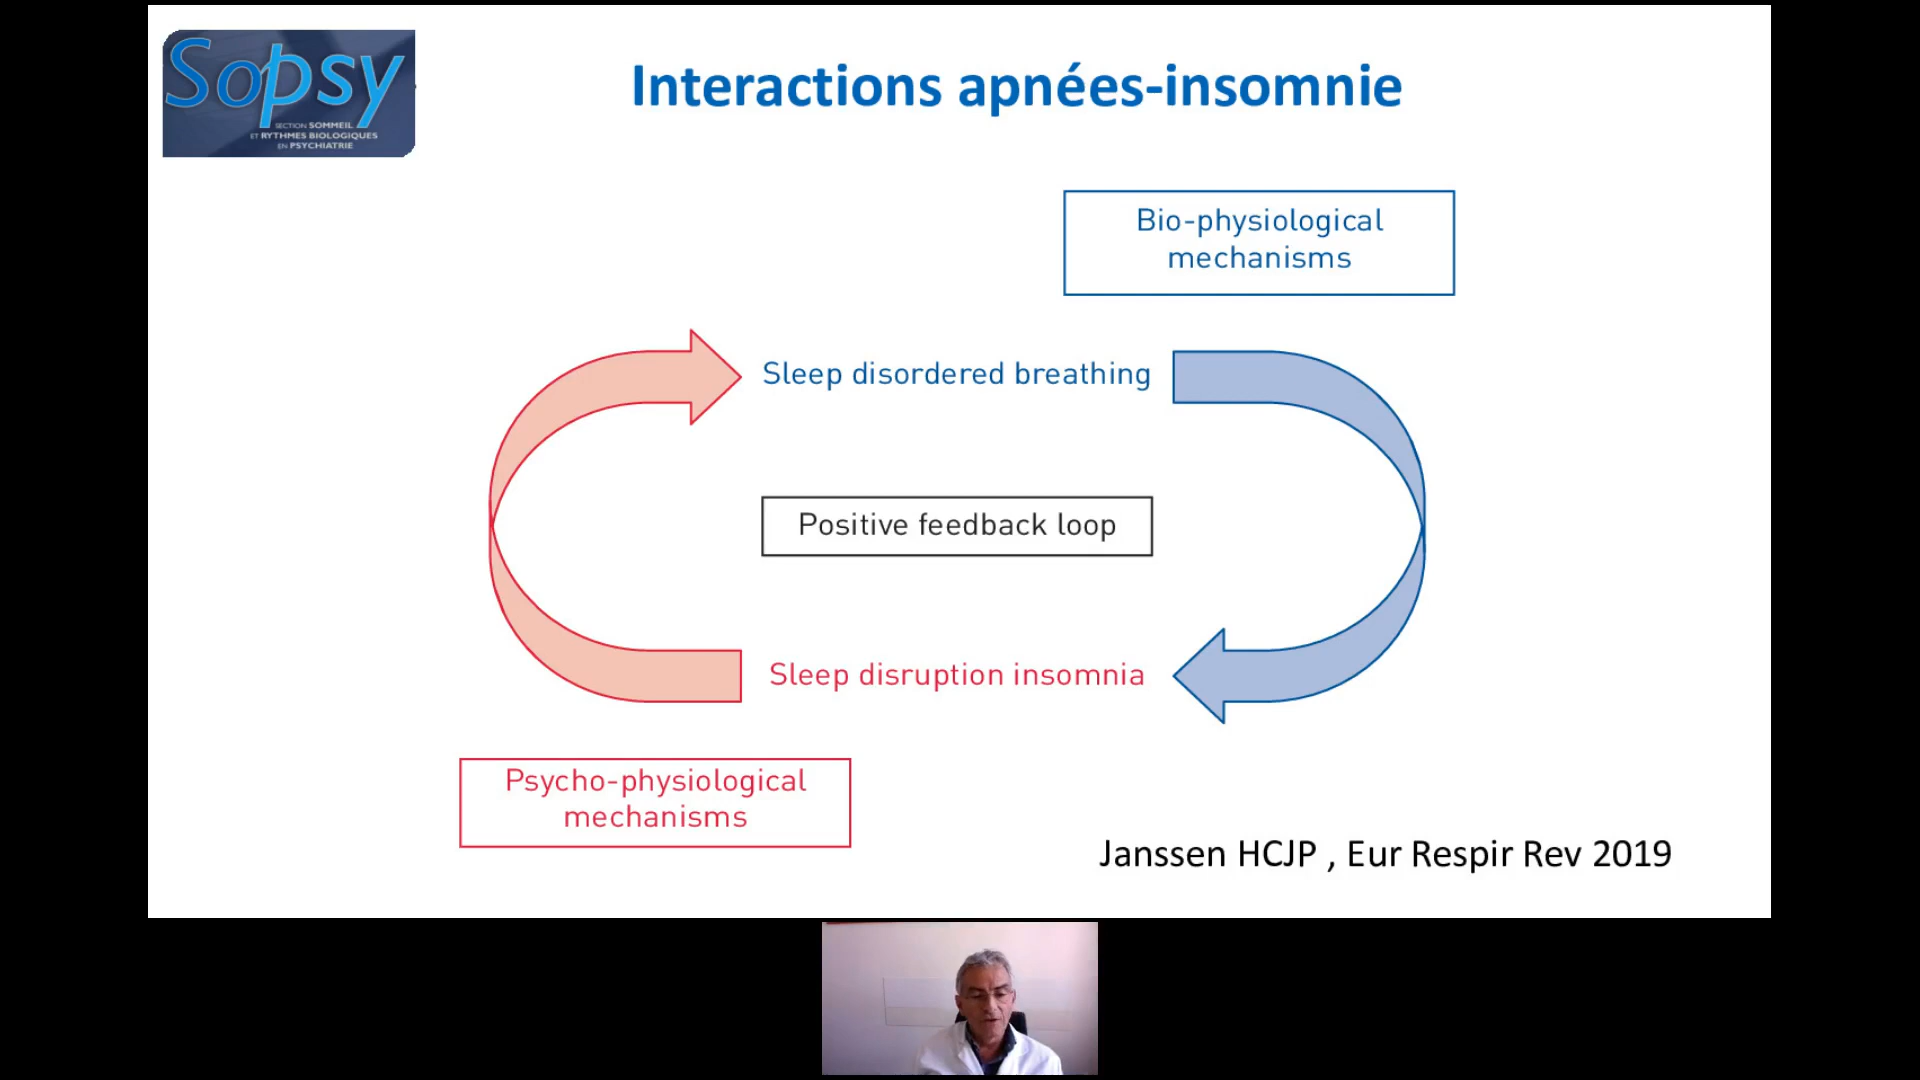 Sopsy
SECTION SOMMEIL
ET RYTHMES BIOLOGIQUES
EN PSYCHIATRIE
Interactions apnées-insomnie
Bio-physiological
mechanisms
Sleep disordered breathing
Positive feedback loop
Sleep disruption insomnia
Psycho-physiological
mechanisms
Janssen HCJP , Eur Respir Rev 2019